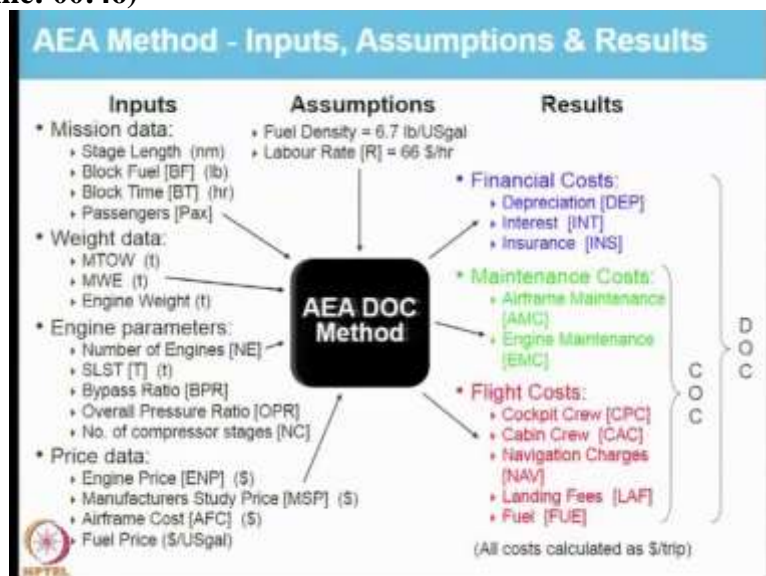 AEA Method - Inputs, Assumptions & Results
Inputs
• Mission data:
Stage Length (nm)
Block Fuel [BF] (lb)
Block Time [BT] (hr)
Passengers [Pax]
• Weight data:
MTOW (t)
MWE (t)
Engine Weight (t)
• Engine parameters:
Number of Engines [NE]
SLST [T] (t)
Bypass Ratio [BPR]
Overall Pressure Ratio [OPR]
No. of compressor stages [NC]
• Price data:
Engine Price [ENP] ($)
Manufacturers Study Price [MSP] ($)
Airframe Cost [AFC] ($)
Fuel Price ($/USgal)
Assumptions
Fuel Density = 6.7 lb/USgal
Labour Rate [R] = 66 $/hr
AEA DOC
Method
Results
• Financial Costs:
Depreciation [DEP]
Interest [INT]
Insurance [INS]
• Maintenance Costs:
Airframe Maintenance
[AMC]
Engine Maintenance
[EMC]
• Flight Costs:
Cockpit Crew [CPC]
Cabin Crew [CAC]
Navigation Charges
[NAV]
Landing Fees [LAF]
Fuel [FUE]
COC
DOC
(All costs calculated as $/trip)
NPTEL